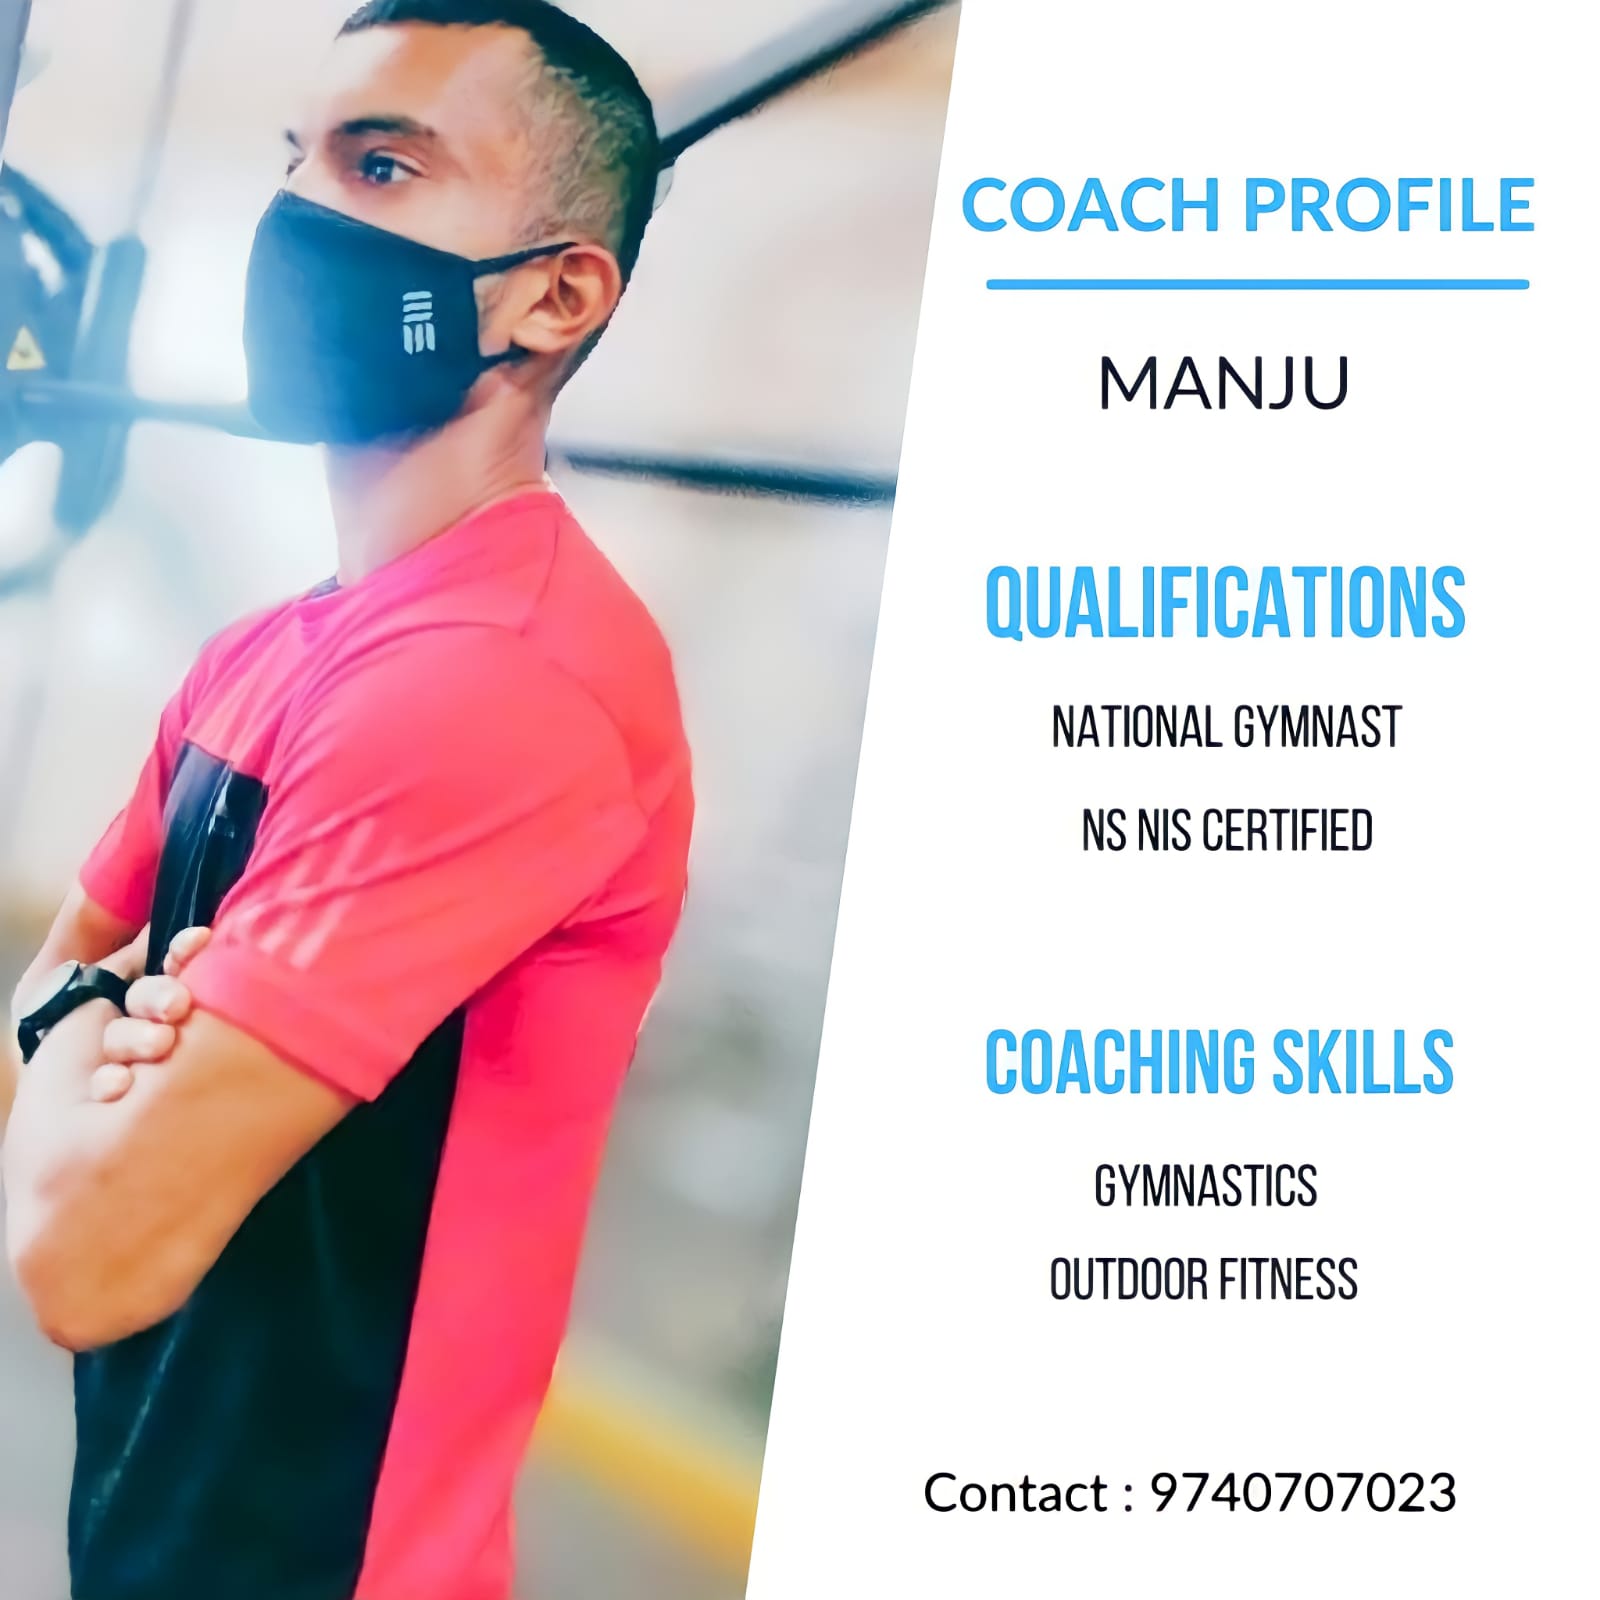 COACH PROFILE
MANJU
QUALIFICATIONS
NATIONAL GYMNAST
NS NIS CERTIFIED
COACHING SKILLS
GYMNASTICS
OUTDOOR FITNESS
Contact : 9740707023